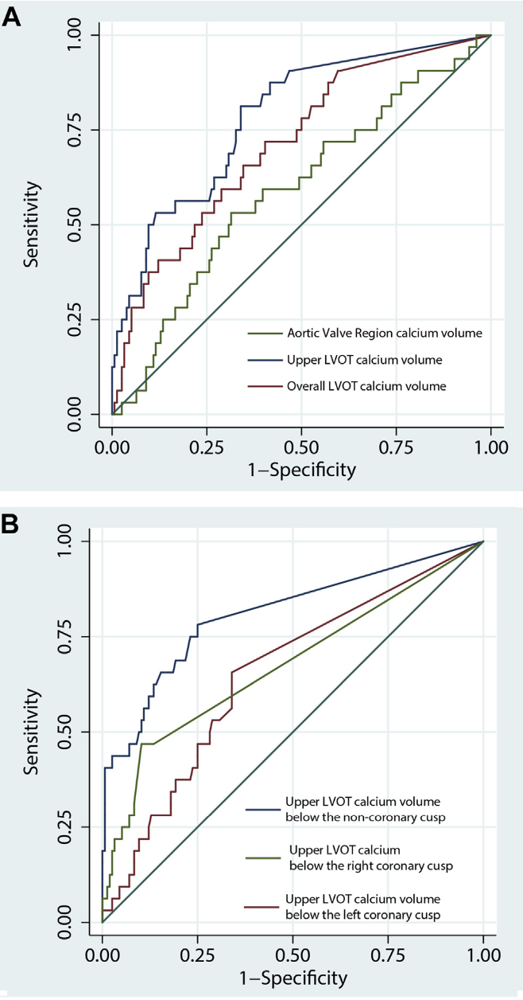 A
1.00
0.75
0.50
0.25
0.00
Sensitivity
Aortic Valve Region calcium volume
Upper LVOT calcium volume
Overall LVOT calcium volume
0.00 0.25 0.50 0.75 1.00
1–Specificity
B
1.00
0.75
0.50
0.25
0.00
Sensitivity
Upper LVOT calcium volume
below the non-coronary cusp
Upper LVOT calcium
below the right coronary cusp
Upper LVOT calcium volume
below the left coronary cusp
0.00 0.25 0.50 0.75 1.00
1–Specificity